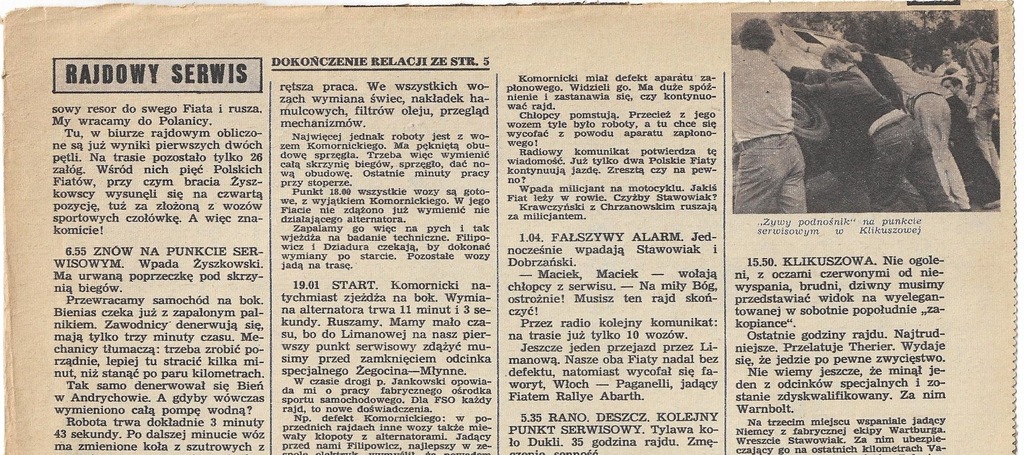 RAJDOWY SERWIS
DOKOŃCZENIE RELACJI ZE STR. 5
sowy resor do swego Fiata i rusza.
My wracamy do Polanicy.
Tu, w biurze rajdowym obliczo-
ne są już wyniki pierwszych dwóch
pętli. Na trasie pozostało tylko 26
załóg. Wśród nich pięć Polskich
Fiatów, przy czym bracia Żysz-
kowscy wysunęli się na czwartą
pozycję, tuż za złożoną z wozów
sportowych czołówkę. A więc zna-
komicie!
6.55 ZNÓW NA PUNKCIE SER-
WISOWYM. Wpada Żyszkowski.
Ma urwaną poprzeczkę pod skrzy-
nią biegów.
Przewracamy samochód na bok.
Bienias czeka już z zapalonym pal-
nikiem. Zawodnicy denerwują się,
mają tylko trzy minuty czasu. Me-
chanicy tłumaczą: trzeba zrobić po-
rządnie, lepiej tu stracić kilka mi-
nut, niż stanąć po paru kilometrach.
Tak samo denerwował się Bień
w Andrychowie. A gdyby wówczas
wymieniono całą pompę wodną?
Robota trwa dokładnie 3 minuty
43 sekundy. Po dalszej minucie wóz
ma zmienione koła z szutrowych z
rętsza praca. We wszystkich wo-
zach wymiana świec, nakładek ha-
mulcowych, filtrów oleju, przegląd
mechanizmów.
Najwięcej jednak roboty jest z wo-
zem Komornickiego. Ma pękniętą obu-
dowę sprzęgła. Trzeba więc wymienić
całą skrzynię biegów, sprzęgło, dać no-
wą obudowę. Ostatnie minuty pracy
przy stoperze.
Punkt 18.00 wszystkie wozy są goto-
we, z wyjątkiem Komornickiego. W jego
Fiacie nie zdążono już wymienić nie
działającego alternatora.
Zapalamy go więc na pych i tak
wjeżdża na badanie techniczne. Filipo-
wicz i Dziadura czekają, by dokonać
wymiany po starcie. Pozostałe wozy
jadą na trasę.
19.01 START. Komornicki na-
tychmiast zjeżdża na bok. Wymia-
na alternatora trwa 11 minut i 3 se-
kundy. Ruszamy. Mamy mało cza-
su, bo do Limanowej na nasz pier-
wszy punkt serwisowy zdążyć mu-
simy przed zamknięciem odcinka
specjalnego Żegocina—Młynne.
W czasie drogi p. Jankowski opowia-
da mi o pracy fabrycznego ośrodka
sportu samochodowego. Dla FSO każdy
rajd, to nowe doświadczenia.
Np. defekt Komornickiego: w po-
przednich rajdach inne wozy także mie-
wały kłopoty z alternatorami. Jadący
przed nami Filipowicz, najlepszy w ze-
Komornicki miał defekt aparatu za-
płonowego. Widzieli go. Ma duże spóź-
nienie i zastanawia się, czy kontynuo-
wać rajd.
Chłopcy pomstują. Przecież z jego
wozem tyle było roboty, a tu chce się
wycofać z powodu aparatu zapłono-
wego!
Radiowy komunikat potwierdza tę
wiadomość. Już tylko dwa Polskie Fiaty
kontynuują jazdę. Zresztą czy na pew-
no?
Wpada milicjant na motocyklu. Jakiś
Fiat leży w rowie. Czyżby Stawowiak?
Krawczyński z Chrzanowskim ruszają
za milicjantem.
1.04. FAŁSZYWY ALARM. Jed-
nocześnie wpadają Stawowiak i
Dobrzański.
— Maciek, Maciek — wołają
chłopcy z serwisu. — Na miły Bóg,
ostrożnie! Musisz ten rajd skoń-
czyć!
Przez radio kolejny komunikat:
na trasie już tylko 10 wozów.
Jeszcze jeden przejazd przez Li-
manową. Nasze oba Fiaty nadal bez
defektu, natomiast wycofał się fa-
woryt, Włoch — Paganelli, jadący
Fiatem Rallye Abarth.
5.35 RANO. DESZCZ. KOLEJNY
PUNKT SERWISOWY. Tylawa ko-
ło Dukli. 35 godzina rajdu. Zmę-
czenie, senność
„Żywy podnośnik" na punkcie
serwisowym w Klikuszowej
15.50. KLIKUSZOWA. Nie ogole-
ni, z oczami czerwonymi od nie-
wyspania, brudni, dziwny musimy
przedstawiać widok na wyelegan-
towanej w sobotnie popołudnie „za-
kopiance".
Ostatnie godziny rajdu. Najtrud-
niejsze. Przelatuje Therier. Wydaje
się, że jedzie po pewne zwycięstwo.
Nie wiemy jeszcze, że minął je-
den z odcinków specjalnych i zo-
stanie zdyskwalifikowany. Za nim
Warnbolt.
Na trzecim miejscu wspaniale jadący
Niemcy z fabrycznej ekipy Wartburga.
Wreszcie Stawowiak. Za nim ubezpie-
czający go na ostatnich kilometrach Va-